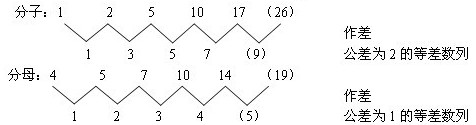 分子: 1 2 5 10 17 (26)
作差
1 3 5 7 (9)
公差为 2 的等差数列
分母: 4 5 7 10 14 (19)
作差
1 2 3 4 (5)
公差为 1 的等差数列